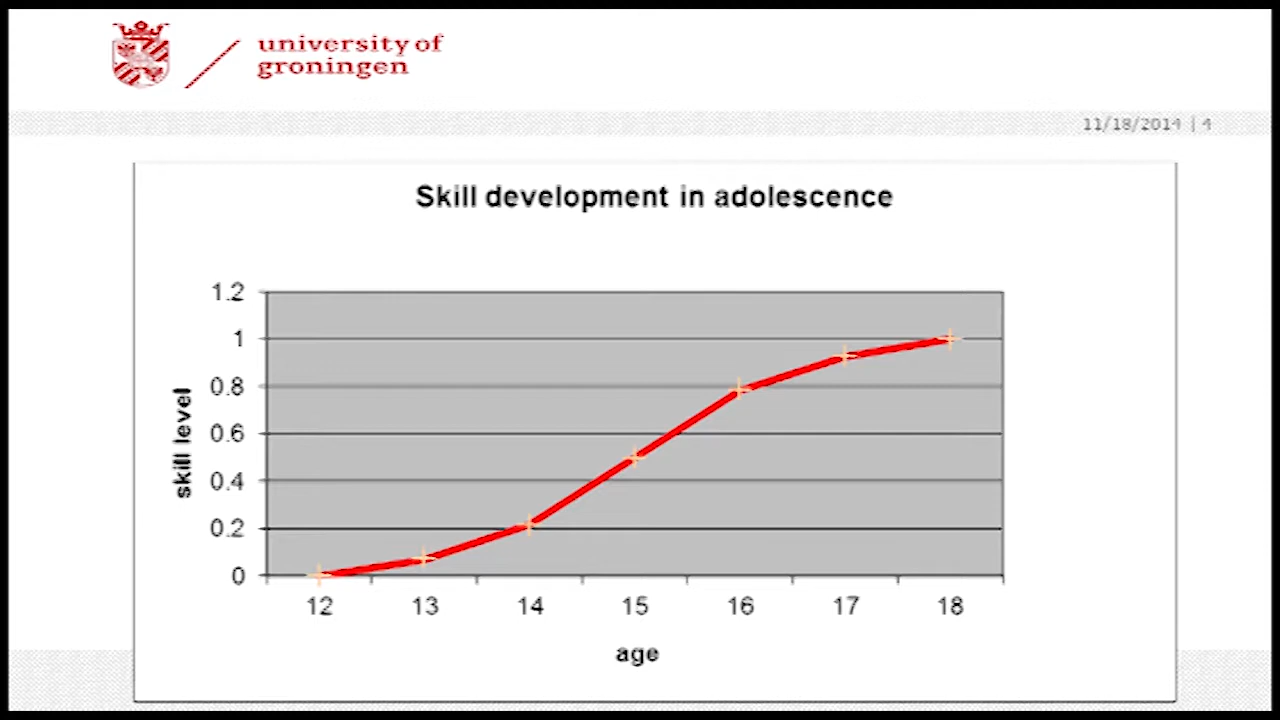 university of
groningen
11/18/2014 | 4
Skill development in adolescence
1.2
1
0.8
0.6
0.4
0.2
0
skill level
12 13 14 15 16 17 18
age